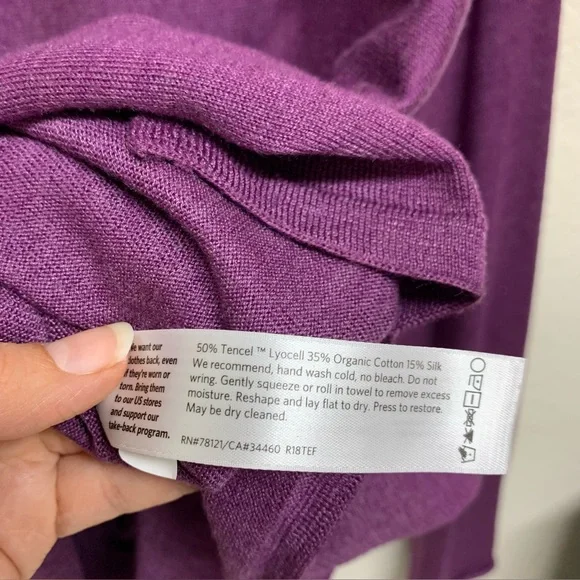 We want our
clothes back, even
if they're worn or
torn. Bring them
to our US stores
and support our
take-back program.
50% Tencel ™ Lyocell 35% Organic Cotton 15% Silk
We recommend, hand wash cold, no bleach. Do not
wring. Gently squeeze or roll in towel to remove excess
moisture. Reshape and lay flat to dry. Press to restore.
May be dry cleaned.
RN#78121/CA#34460 R18TEF